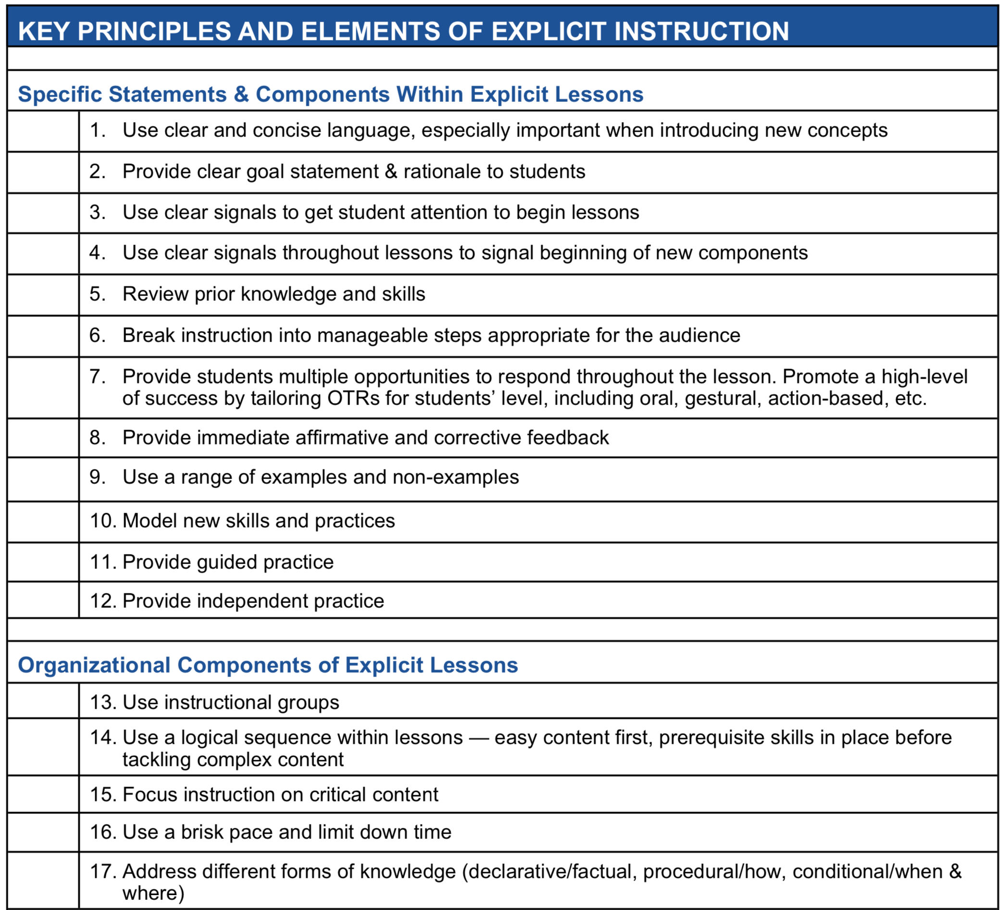 KEY PRINCIPLES AND ELEMENTS OF EXPLICIT INSTRUCTION
Specific Statements & Components Within Explicit Lessons
1. Use clear and concise language, especially important when introducing new concepts
2. Provide clear goal statement & rationale to students
3. Use clear signals to get student attention to begin lessons
4. Use clear signals throughout lessons to signal beginning of new components
5. Review prior knowledge and skills
6. Break instruction into manageable steps appropriate for the audience
7. Provide students multiple opportunities to respond throughout the lesson. Promote a high-level
of success by tailoring OTRs for students’ level, including oral, gestural, action-based, etc.
8. Provide immediate affirmative and corrective feedback
9. Use a range of examples and non-examples
10. Model new skills and practices
11. Provide guided practice
12. Provide independent practice
Organizational Components of Explicit Lessons
13. Use instructional groups
14. Use a logical sequence within lessons — easy content first, prerequisite skills in place before
tackling complex content
15. Focus instruction on critical content
16. Use a brisk pace and limit down time
17. Address different forms of knowledge (declarative/factual, procedural/how, conditional/when &
where)